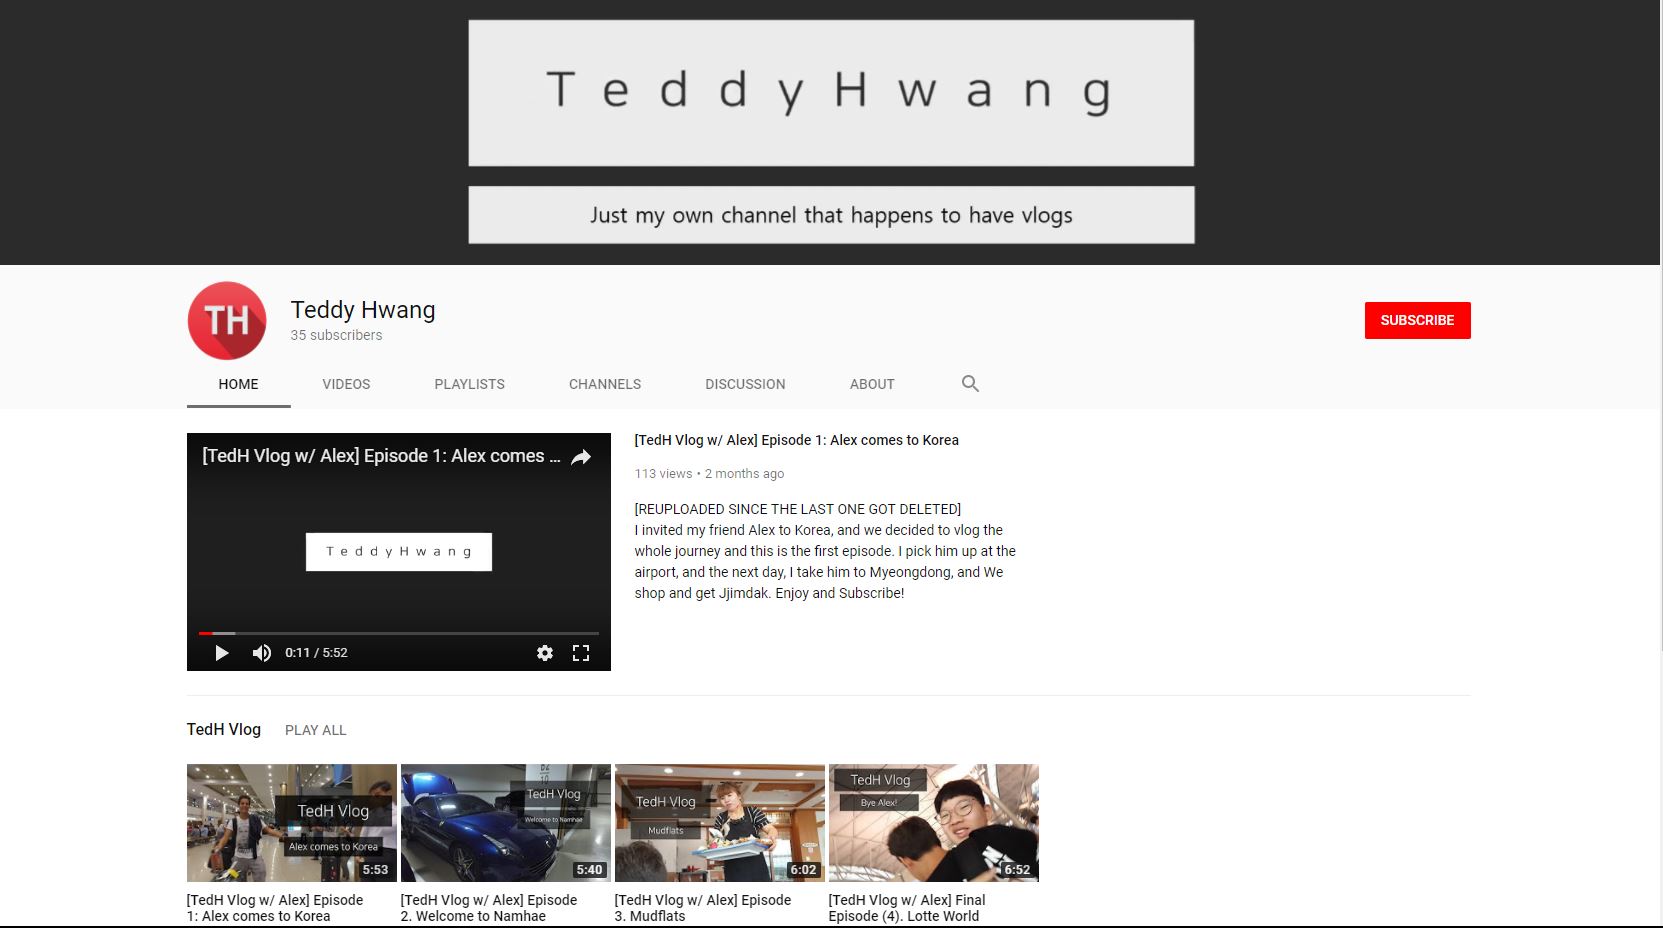 TeddyHwang
Just my own channel that happens to have vlogs
TH
Teddy Hwang
35 subscribers
SUBSCRIBE
HOME VIDEOS PLAYLISTS CHANNELS DISCUSSION ABOUT
[TedH Vlog w/ Alex] Episode 1: Alex comes ...
TeddyHwang
0:11 / 5:52
[TedH Vlog w/ Alex] Episode 1: Alex comes to Korea
113 views • 2 months ago
[REUPLOADED SINCE THE LAST ONE GOT DELETED]
I invited my friend Alex to Korea, and we decided to vlog the
whole journey and this is the first episode. I pick him up at the
airport, and the next day, I take him to Myeongdong, and We
shop and get Jjimdak. Enjoy and Subscribe!
TedH Vlog PLAY ALL
TedH Vlog
Alex comes to Korea
5:53
[TedH Vlog w/ Alex] Episode
1: Alex comes to Korea
TedH Vlog
Welcome to Namhae
5:40
[TedH Vlog w/ Alex] Episode
2. Welcome to Namhae
TedH Vlog
Mudflats
6:02
[TedH Vlog w/ Alex] Episode
3. Mudflats
TedH Vlog
Bye Alex!
6:52
[TedH Vlog w/ Alex] Final
Episode (4). Lotte World